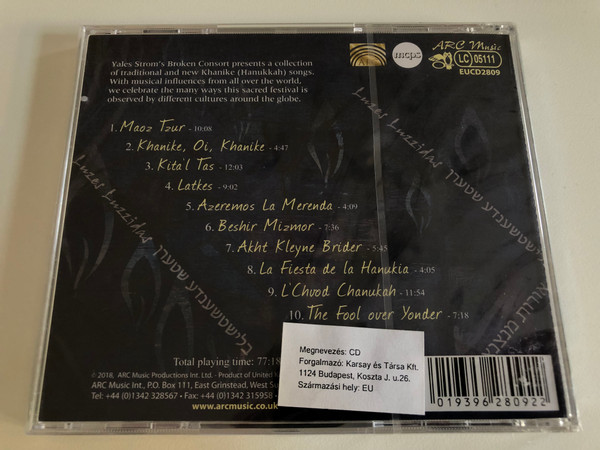 Yales Strom's Broken Consort presents a collection
of traditional and new Khanike (Hanukkah) songs.
With musical influences from all over the world,
we celebrate the many ways this sacred festival is
observed by different cultures around the globe.
mcps
ARC Music
LC 05111
EUCD2809
1. Maoz Tzur - 10:08
2. Khanike, Oi, Khanike - 4:47
3. Kita'l Tas - 12:03
4. Latkes - 9:02
5. Azeremos La Merenda - 4:09
6. Beshir Mizmor - 7:36
7. Akht Kleyne Brider - 5:45
8. La Fiesta de la Hanukia - 4:05
9. L'Chvod Chanukah - 11:54
10. The Fool over Yonder - 7:18
Luzes Luzzidas
בלישטשענדע שטערן
Luzes Luzzidas
בלישטשענדע שטערן
אורות מנצנצ
Total playing time: 77:18
© 2018, ARC Music Productions Int. Ltd. - Product of United
ARC Music Int., P.O. Box 111, East Grinstead, West Su
Tel: +44 (0)1342 328567 • Fax: +44 (0)1342 315958
www.arcmusic.co.uk
Megnevezés: CD
Forgalmazó: Karsay és Társa Kft.
1124 Budapest, Koszta J. u.26.
Származási hely: EU
019396 280922